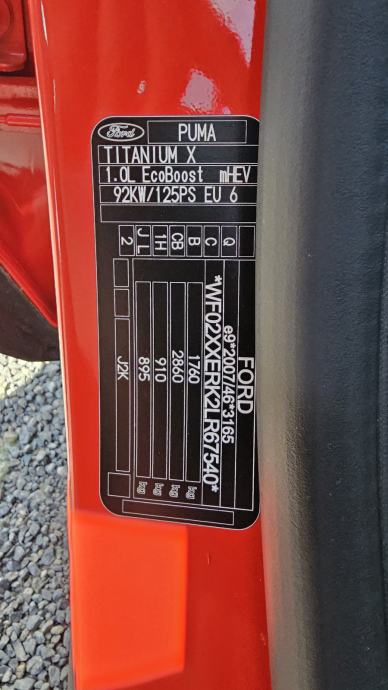 Ford
PUMA
TITANIUM X
1.0L EcoBoost mHEV
92KW/125PS EU 6
FORD
e9*2007/46*3165
*WF02XXERK2LR67540*
1760 kg
2860 kg
910 kg
895 kg
J2K
2 J.L 1H CB B C Q